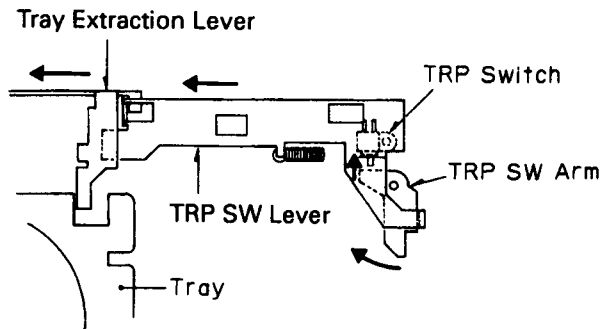 Tray Extraction Lever
TRP Switch
TRP SW Arm
TRP SW Lever
Tray